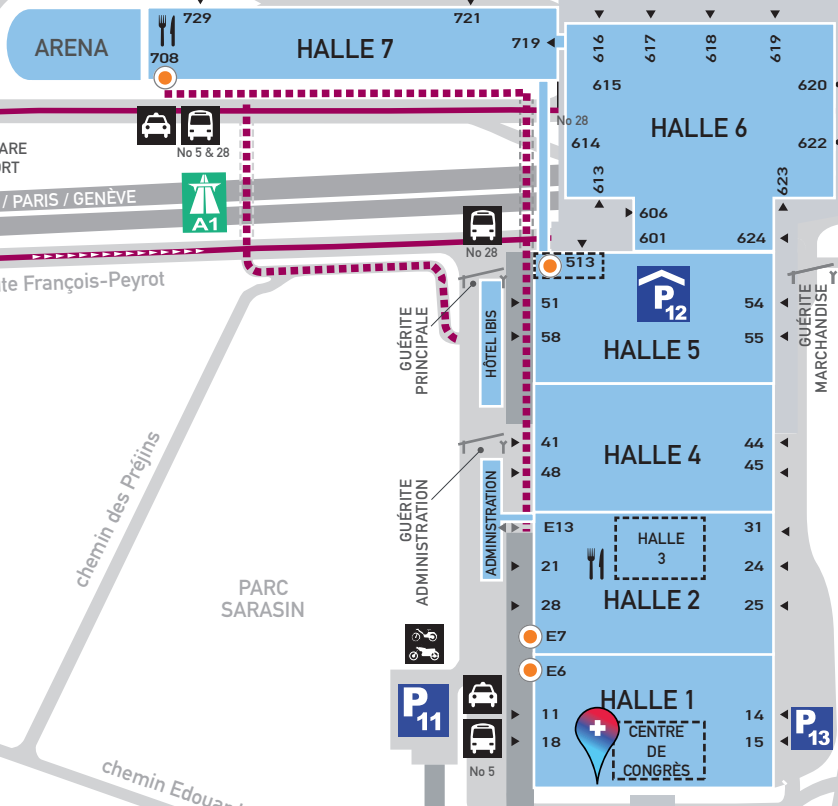 729
721
ARENA
HALLE 7
719
708
616
617
618
619
615
620
No 28
HALLE 6
614
622
No 5 & 28
ARE
RT
613
623
/ PARIS / GENÈVE
A1
606
601
624
No 28
513
te François-Peyrot
P12
51
54
GUÉRITE
MARCHANDISE
GUÉRITE
PRINCIPALE
HÔTEL IBIS
58
55
HALLE 5
41
44
HALLE 4
48
45
chemin des Préjins
GUÉRITE
ADMINISTRATION
ADMINISTRATION
E13
31
HALLE
3
21
24
PARC
SARASIN
28
HALLE 2
25
E7
E6
P11
HALLE 1
11
14
P13
18
15
CENTRE
DE
CONGRÈS
No 5
chemin Edouar